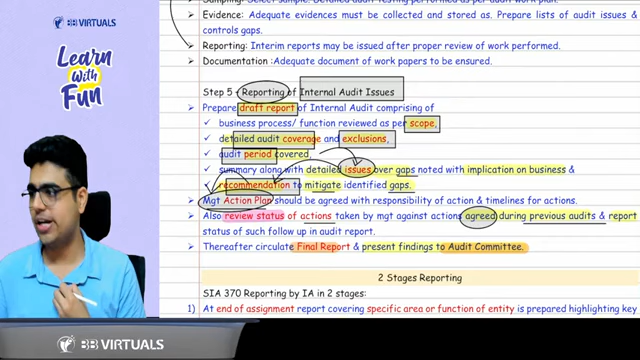 BB VIRTUALS
Learn
With
Fun
➤ Evidence: Adequate evidences must be collected and stored as. Prepare lists of audit issues &
controls gaps.
➤ Reporting: Interim reports may be issued after proper review of work performed.
➤ Documentation :Adequate document of work papers to be ensured.
Step 5 - Reporting of Internal Audit Issues
➤ Prepare draft report of Internal Audit comprising of
✓ business process/ function reviewed as per scope,
✓ detailed audit coverage and exclusions,
✓ audit period covered,
✓ summary along with detailed issues over gaps noted with implication on business &
✓ recommendation to mitigate identified gaps.
➤ Mgt Action Plan should be agreed with responsibility of action & timelines for actions.
➤ Also review status of actions taken by mgt against actions agreed during previous audits & report
status of such follow up in audit report.
➤ Thereafter circulate Final Report & present findings to Audit Committee.
2 Stages Reporting
SIA 370 Reporting by IA in 2 stages:
1) At end of assignment report covering specific area or function of entity is prepared highlighting key
BB VIRTUALS